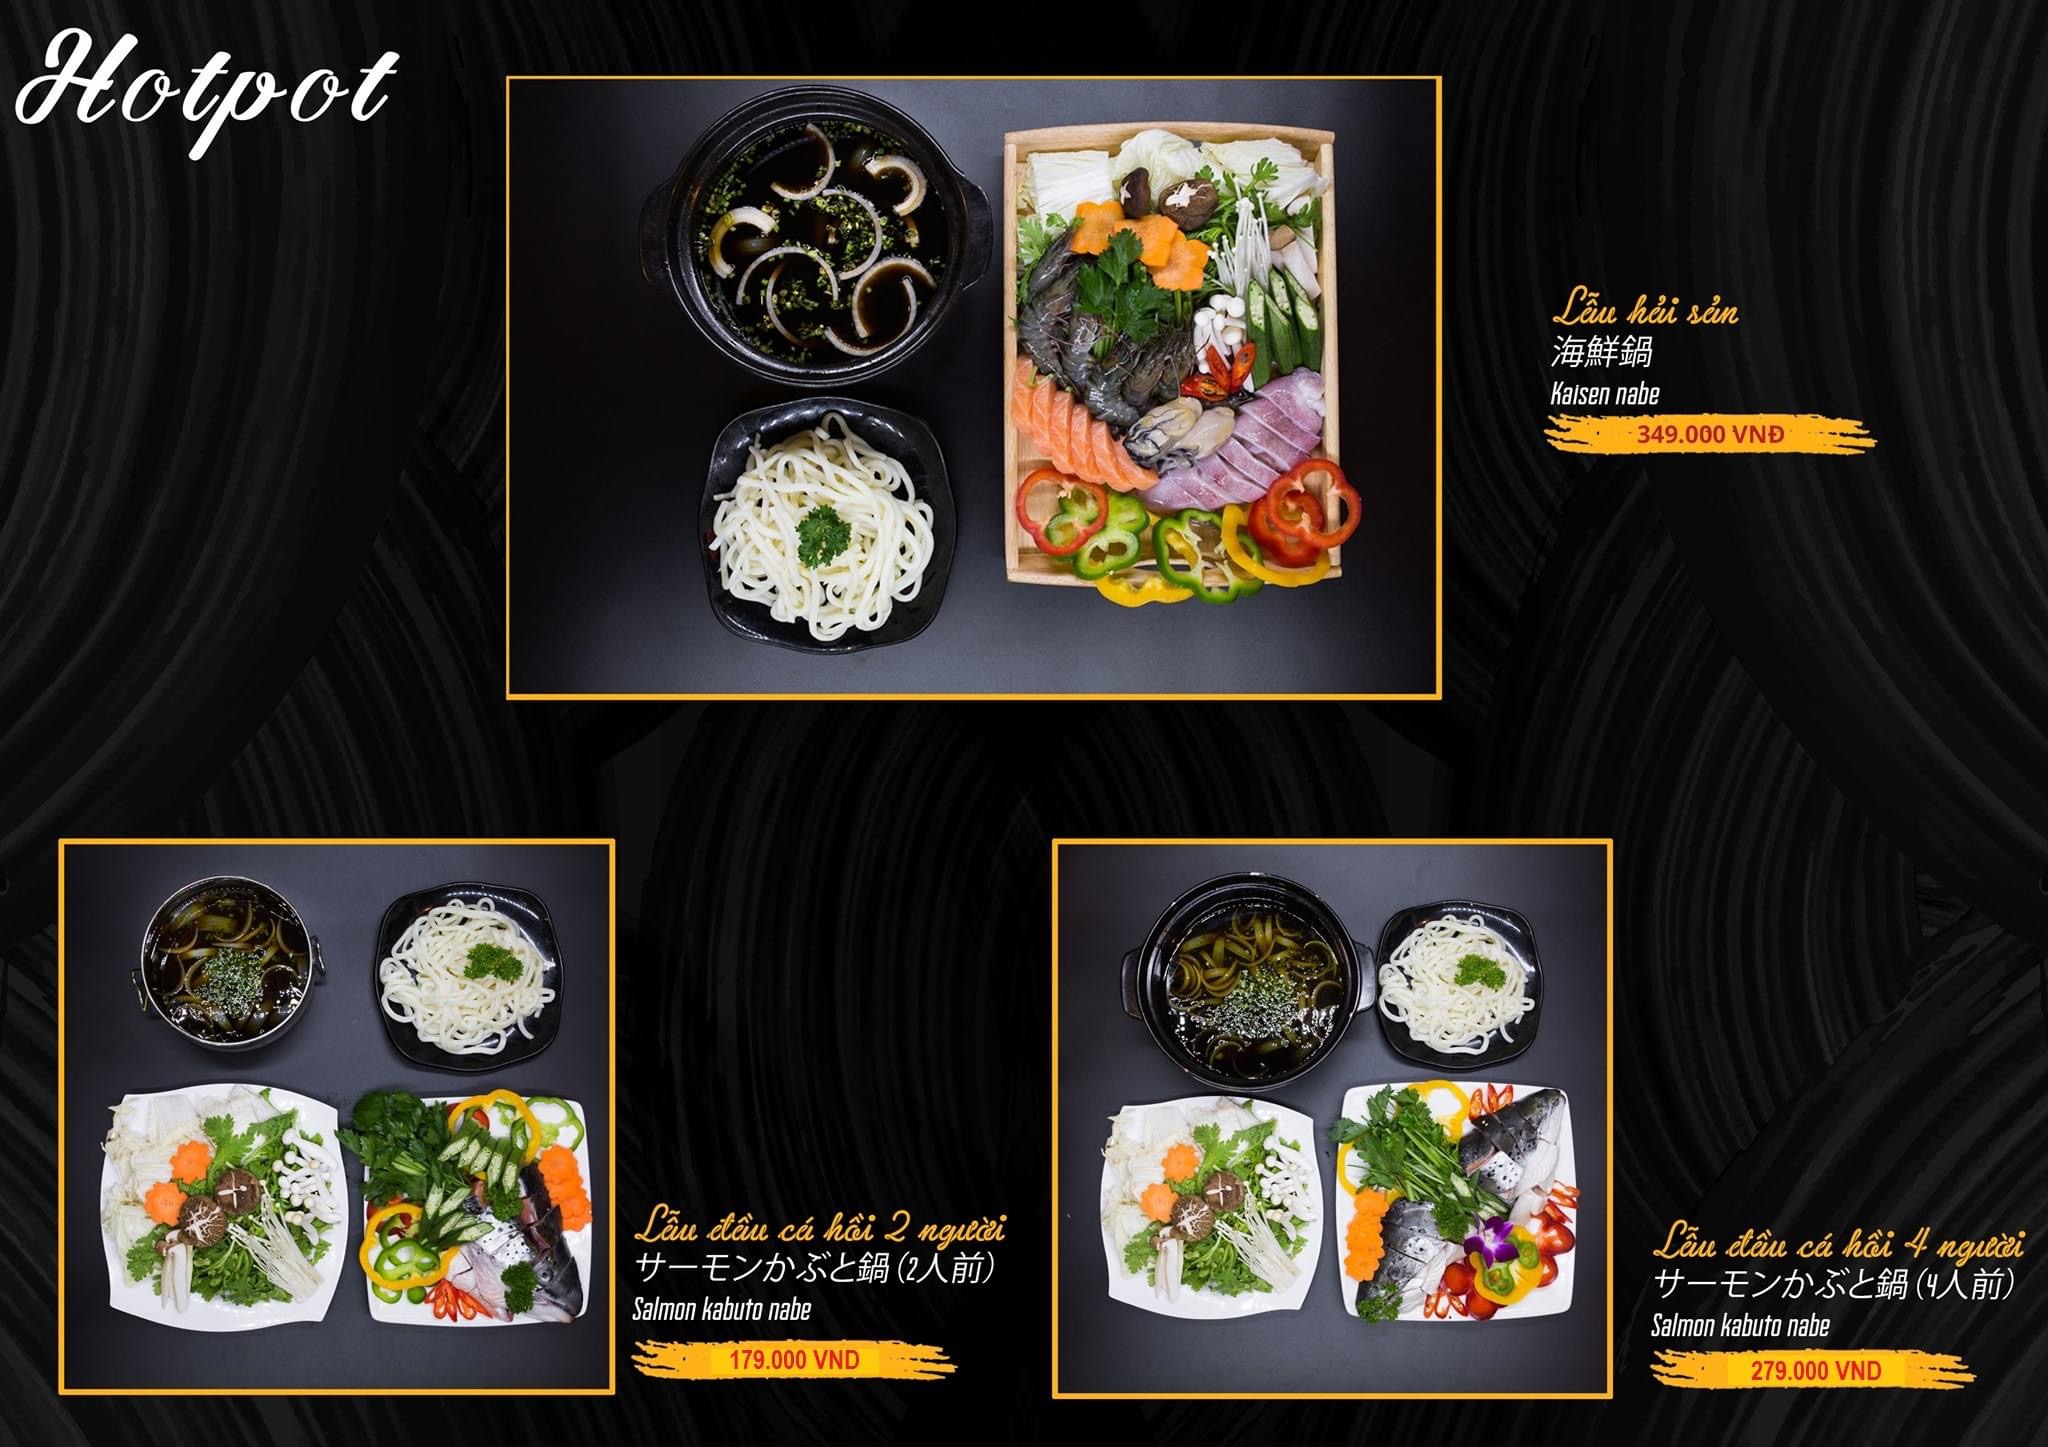 Hotpot
Lẩu hải sản
海鮮鍋
Kaisen nabe
349.000 VNĐ
Lẩu đầu cá hồi 2 người
サーモンかぶと鍋（2人前）
Salmon kabuto nabe
179.000 VND
Lẩu đầu cá hồi 4 người
サーモンかぶと鍋（4人前）
Salmon kabuto nabe
279.000 VND